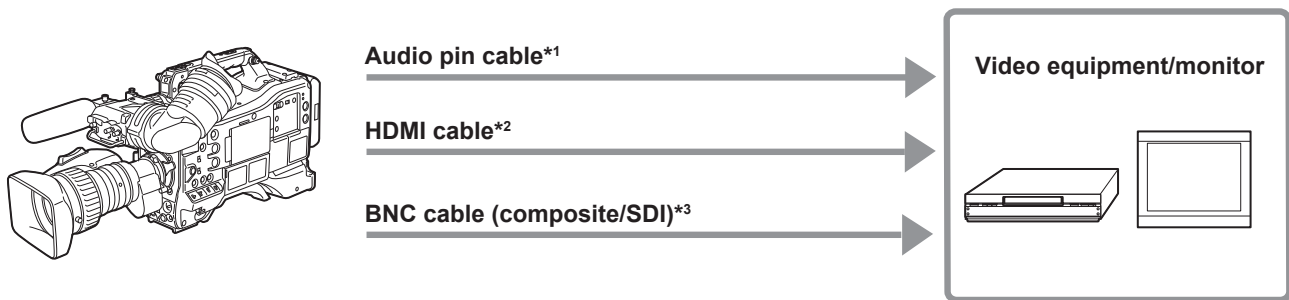 Audio pin cable*1
Video equipment/monitor
HDMI cable*2
BNC cable (composite/SDI)*3